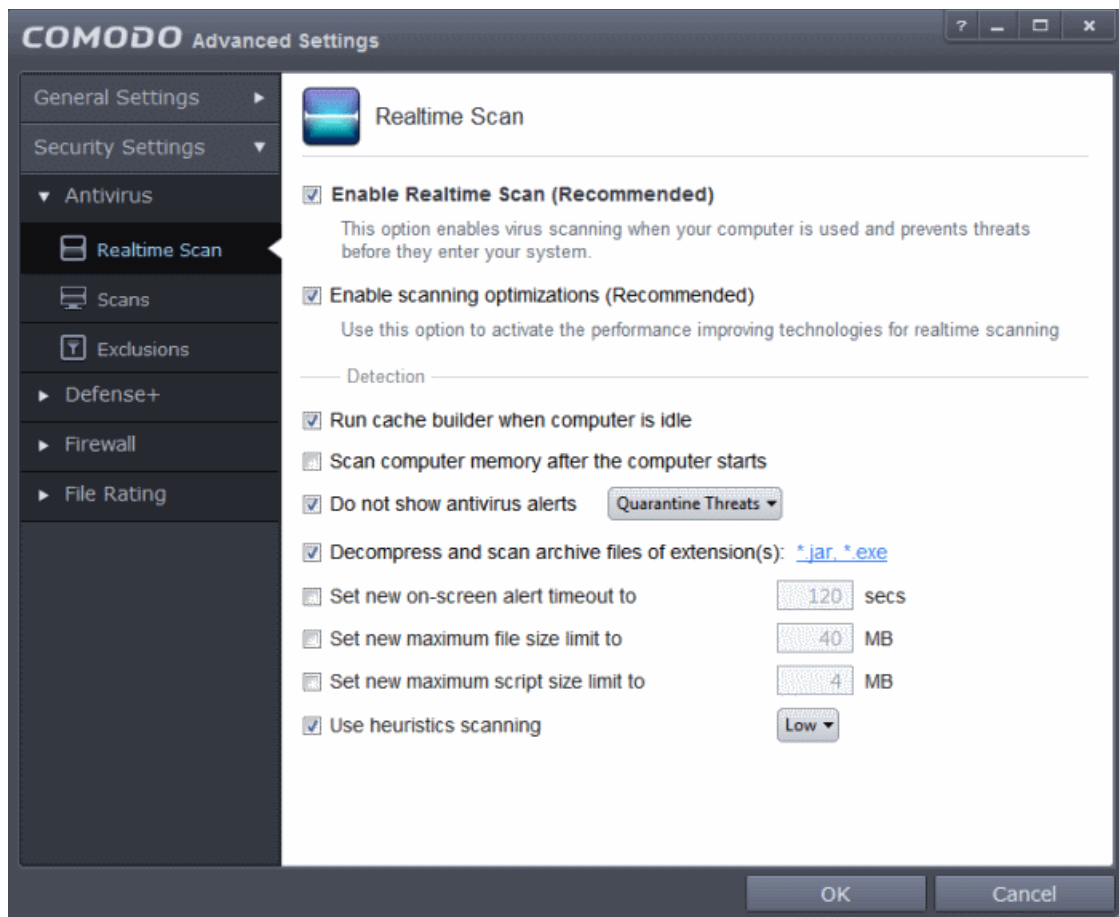 COMODO Advanced Settings
?
General Settings
Security Settings
Antivirus
Realtime Scan
Scans
Exclusions
Defense+
Firewall
File Rating
Realtime Scan
Enable Realtime Scan (Recommended)
This option enables virus scanning when your computer is used and prevents threats
before they enter your system.
Enable scanning optimizations (Recommended)
Use this option to activate the performance improving technologies for realtime scanning
Detection
Run cache builder when computer is idle
Scan computer memory after the computer starts
Do not show antivirus alerts Quarantine Threats
Decompress and scan archive files of extension(s): *.jar, *.exe
Set new on-screen alert timeout to 120 secs
Set new maximum file size limit to 40 MB
Set new maximum script size limit to 4 MB
Use heuristics scanning Low
OK Cancel